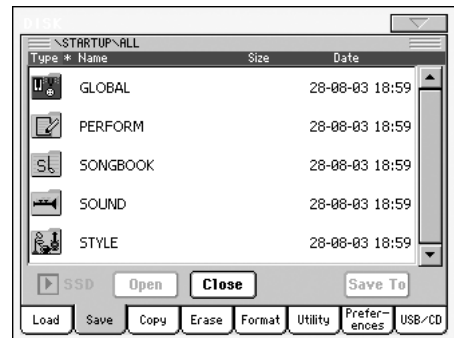 DISK
\STARTUP\ALL
Type * Name Size Date
GLOBAL 28-08-03 18:59
PERFORM 28-08-03 18:59
SONGBOOK 28-08-03 18:59
SOUND 28-08-03 18:59
STYLE 28-08-03 18:59
SSD Open Close Save To
Load Save Copy Erase Format Utility Prefer-
ences USB/CD